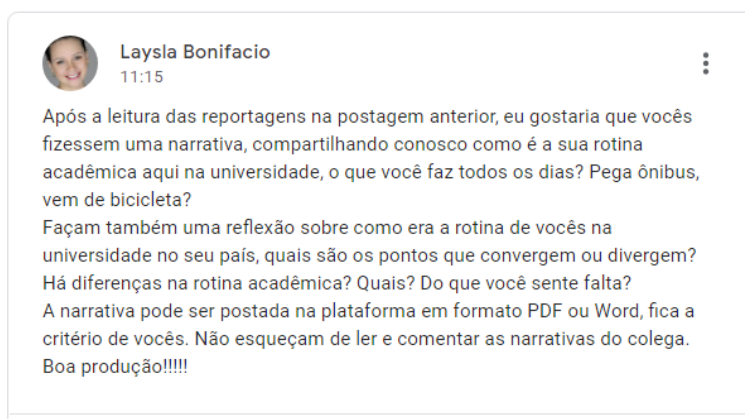 Laysla Bonifacio
11:15
Após a leitura das reportagens na postagem anterior, eu gostaria que vocês
fizessem uma narrativa, compartilhando conosco como é a sua rotina
acadêmica aqui na universidade, o que você faz todos os dias? Pega ônibus,
vem de bicicleta?
Façam também uma reflexão sobre como era a rotina de vocês na
universidade no seu país, quais são os pontos que convergem ou divergem?
Há diferenças na rotina acadêmica? Quais? Do que você sente falta?
A narrativa pode ser postada na plataforma em formato PDF ou Word, fica a
critério de vocês. Não esqueçam de ler e comentar as narrativas do colega.
Boa produção!!!!!